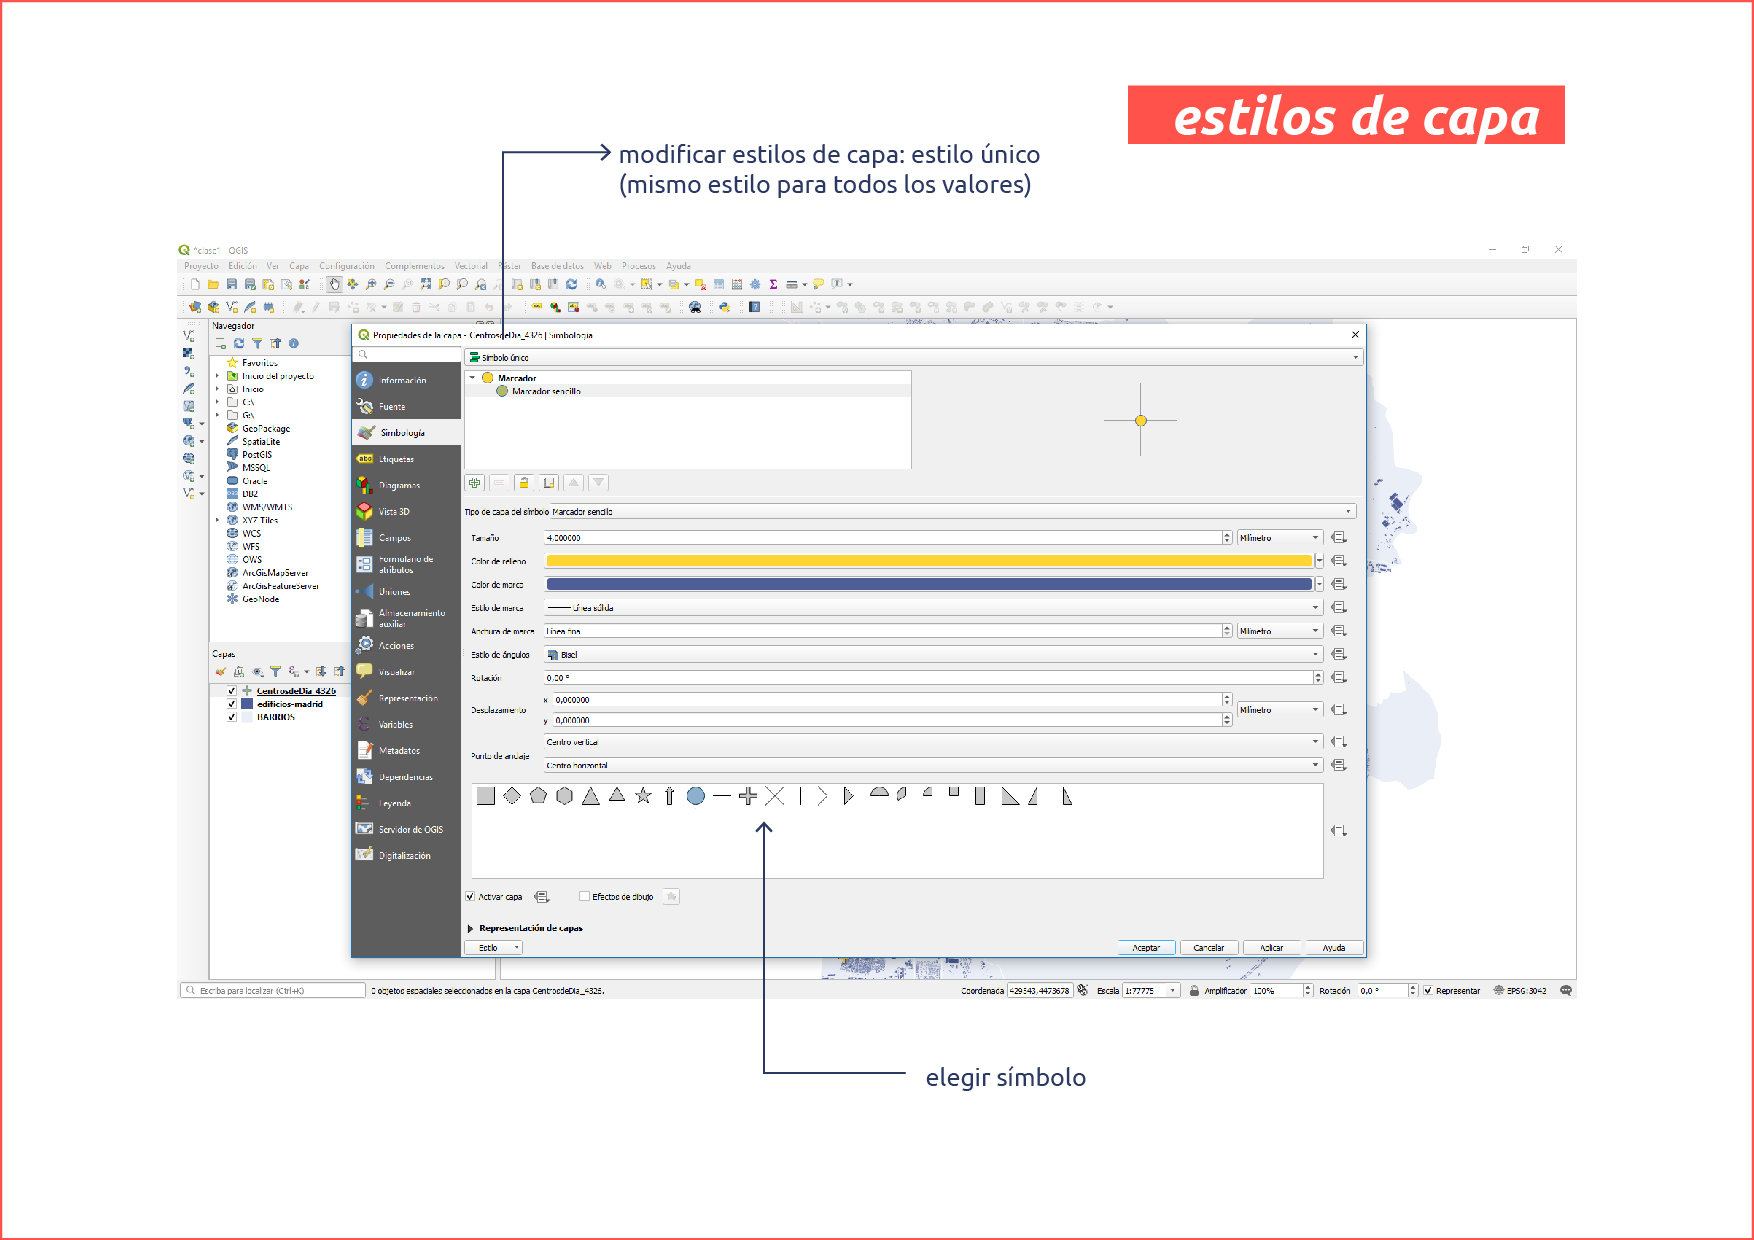 estilos de capa
modificar estilos de capa: estilo único
(mismo estilo para todos los valores)
*clase1 - QGIS
Proyecto Edición Ver Capa Configuración Complementos Vectorial Ráster Base de datos Web Procesos Ayuda
Navegador
Favoritos
Inicio del proyecto
Inicio
C:\
G:\
GeoPackage
SpatiaLite
PostGIS
MSSQL
Oracle
DB2
WMS/WMTS
XYZ Tiles
WCS
WFS
OWS
ArcGisMapServer
ArcGisFeatureServer
GeoNode
Capas
CentrosdeDia_4326
edificios-madrid
BARRIOS
Propiedades de la capa - CentrosdeDia_4326 | Simbología
Información
Fuente
Simbología
abc Etiquetas
Diagramas
Vista 3D
Campos
Formulario de
atributos
Uniones
Almacenamiento
auxiliar
Acciones
Visualizar
Representación
Variables
Metadatos
Dependencias
Leyenda
Servidor de QGIS
Digitalización
Símbolo único
Marcador
Marcador sencillo
Tipo de capa del símbolo Marcador sencillo
Tamaño 4,000000 Milímetro
Color de relleno
Color de marca
Estilo de marca Línea sólida
Anchura de marca Línea fina Milímetro
Estilo de ángulos Bisel
Rotación 0,00 °
Desplazamiento x 0,000000 Milímetro
y 0,000000
Punto de anclaje Centro vertical
Centro horizontal
Activar capa Efectos de dibujo
Representación de capas
Estilo Aceptar Cancelar Aplicar Ayuda
Escriba para localizar (Ctrl+K) 0 objetos espaciales seleccionados en la capa CentrosdeDia_4326. Coordenada 429543,4473678 Escala 1:77775 Amplificador 100% Rotación 0,0 ° Representar EPSG:3042
elegir símbolo